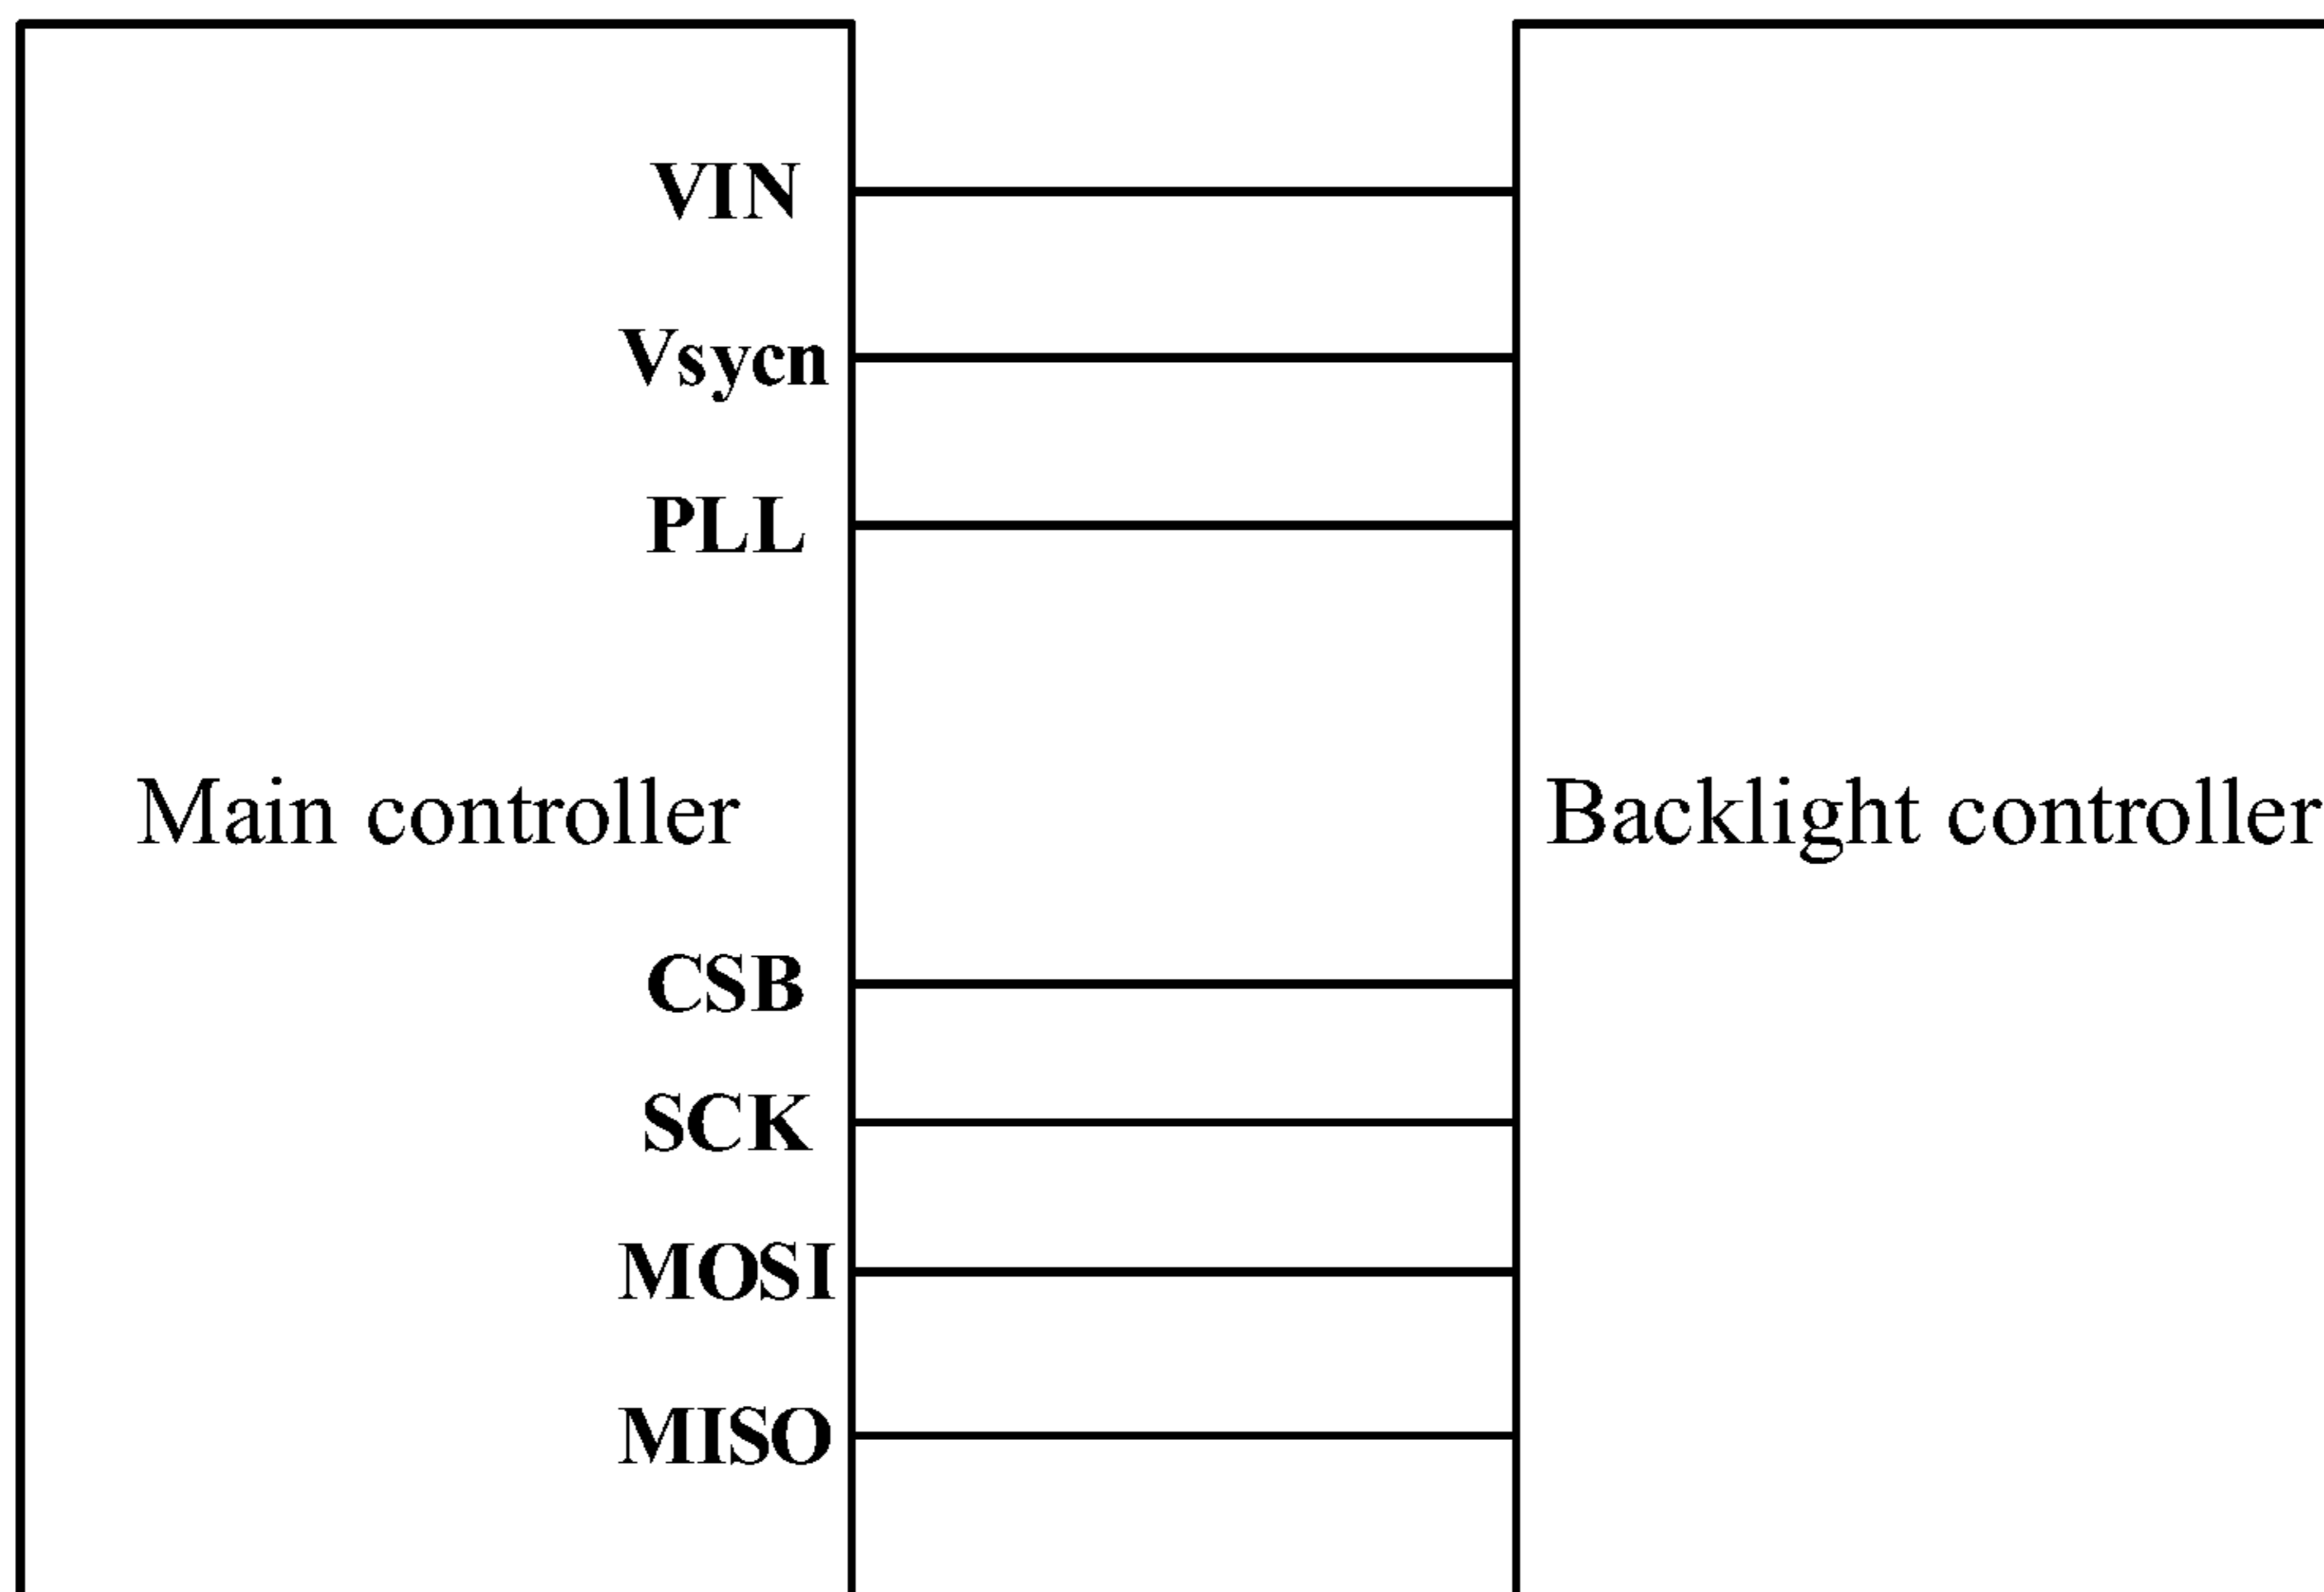 VIN
Vsycn
PLL
Main controller
Backlight controller
CSB
SCK
MOSI
MISO